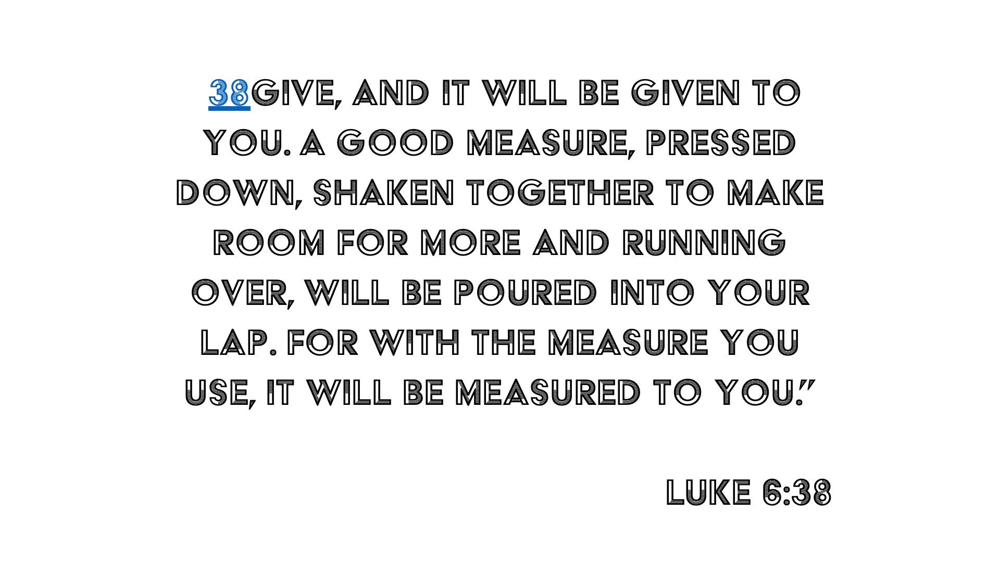 38GIVE, AND IT WILL BE GIVEN TO
YOU. A GOOD MEASURE, PRESSED
DOWN, SHAKEN TOGETHER TO MAKE
ROOM FOR MORE AND RUNNING
OVER, WILL BE POURED INTO YOUR
LAP. FOR WITH THE MEASURE YOU
USE, IT WILL BE MEASURED TO YOU.”
LUKE 6:38